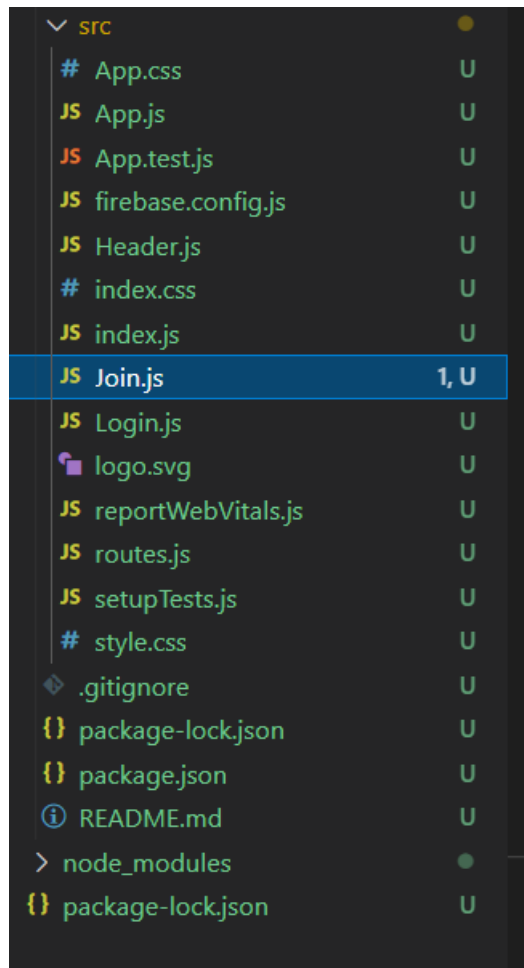 src
# App.css U
JS App.js U
JS App.test.js U
JS firebase.config.js U
JS Header.js U
# index.css U
JS index.js U
JS Join.js 1, U
JS Login.js U
logo.svg U
JS reportWebVitals.js U
JS routes.js U
JS setupTests.js U
# style.css U
.gitignore U
{} package-lock.json U
{} package.json U
README.md U
node_modules
{} package-lock.json U